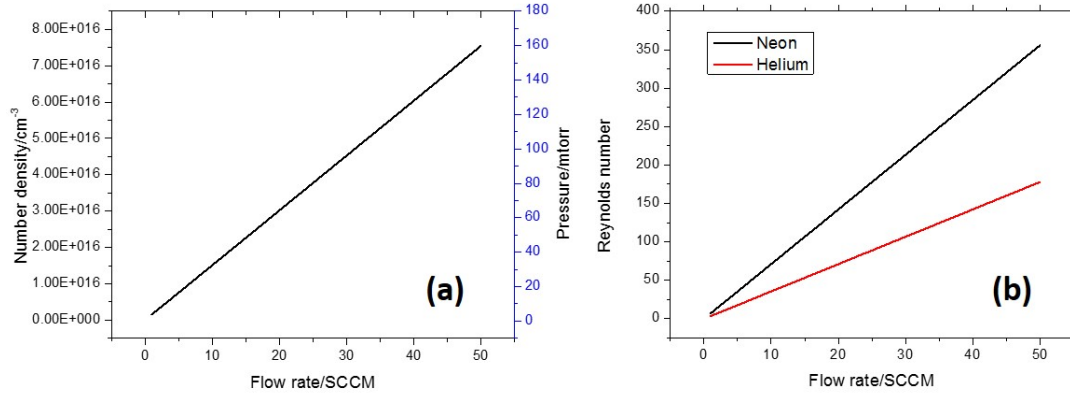 8.00E+016
7.00E+016
6.00E+016
5.00E+016
4.00E+016
3.00E+016
2.00E+016
1.00E+016
0.00E+000
Number density/cm-3
180
160
140
120
100
80
60
40
20
0
Pressure/mtorr
0 10 20 30 40 50
Flow rate/SCCM
(a)
400
350
300
250
200
150
100
50
0
Reynolds number
Neon
Helium
0 10 20 30 40 50
Flow rate/SCCM
(b)